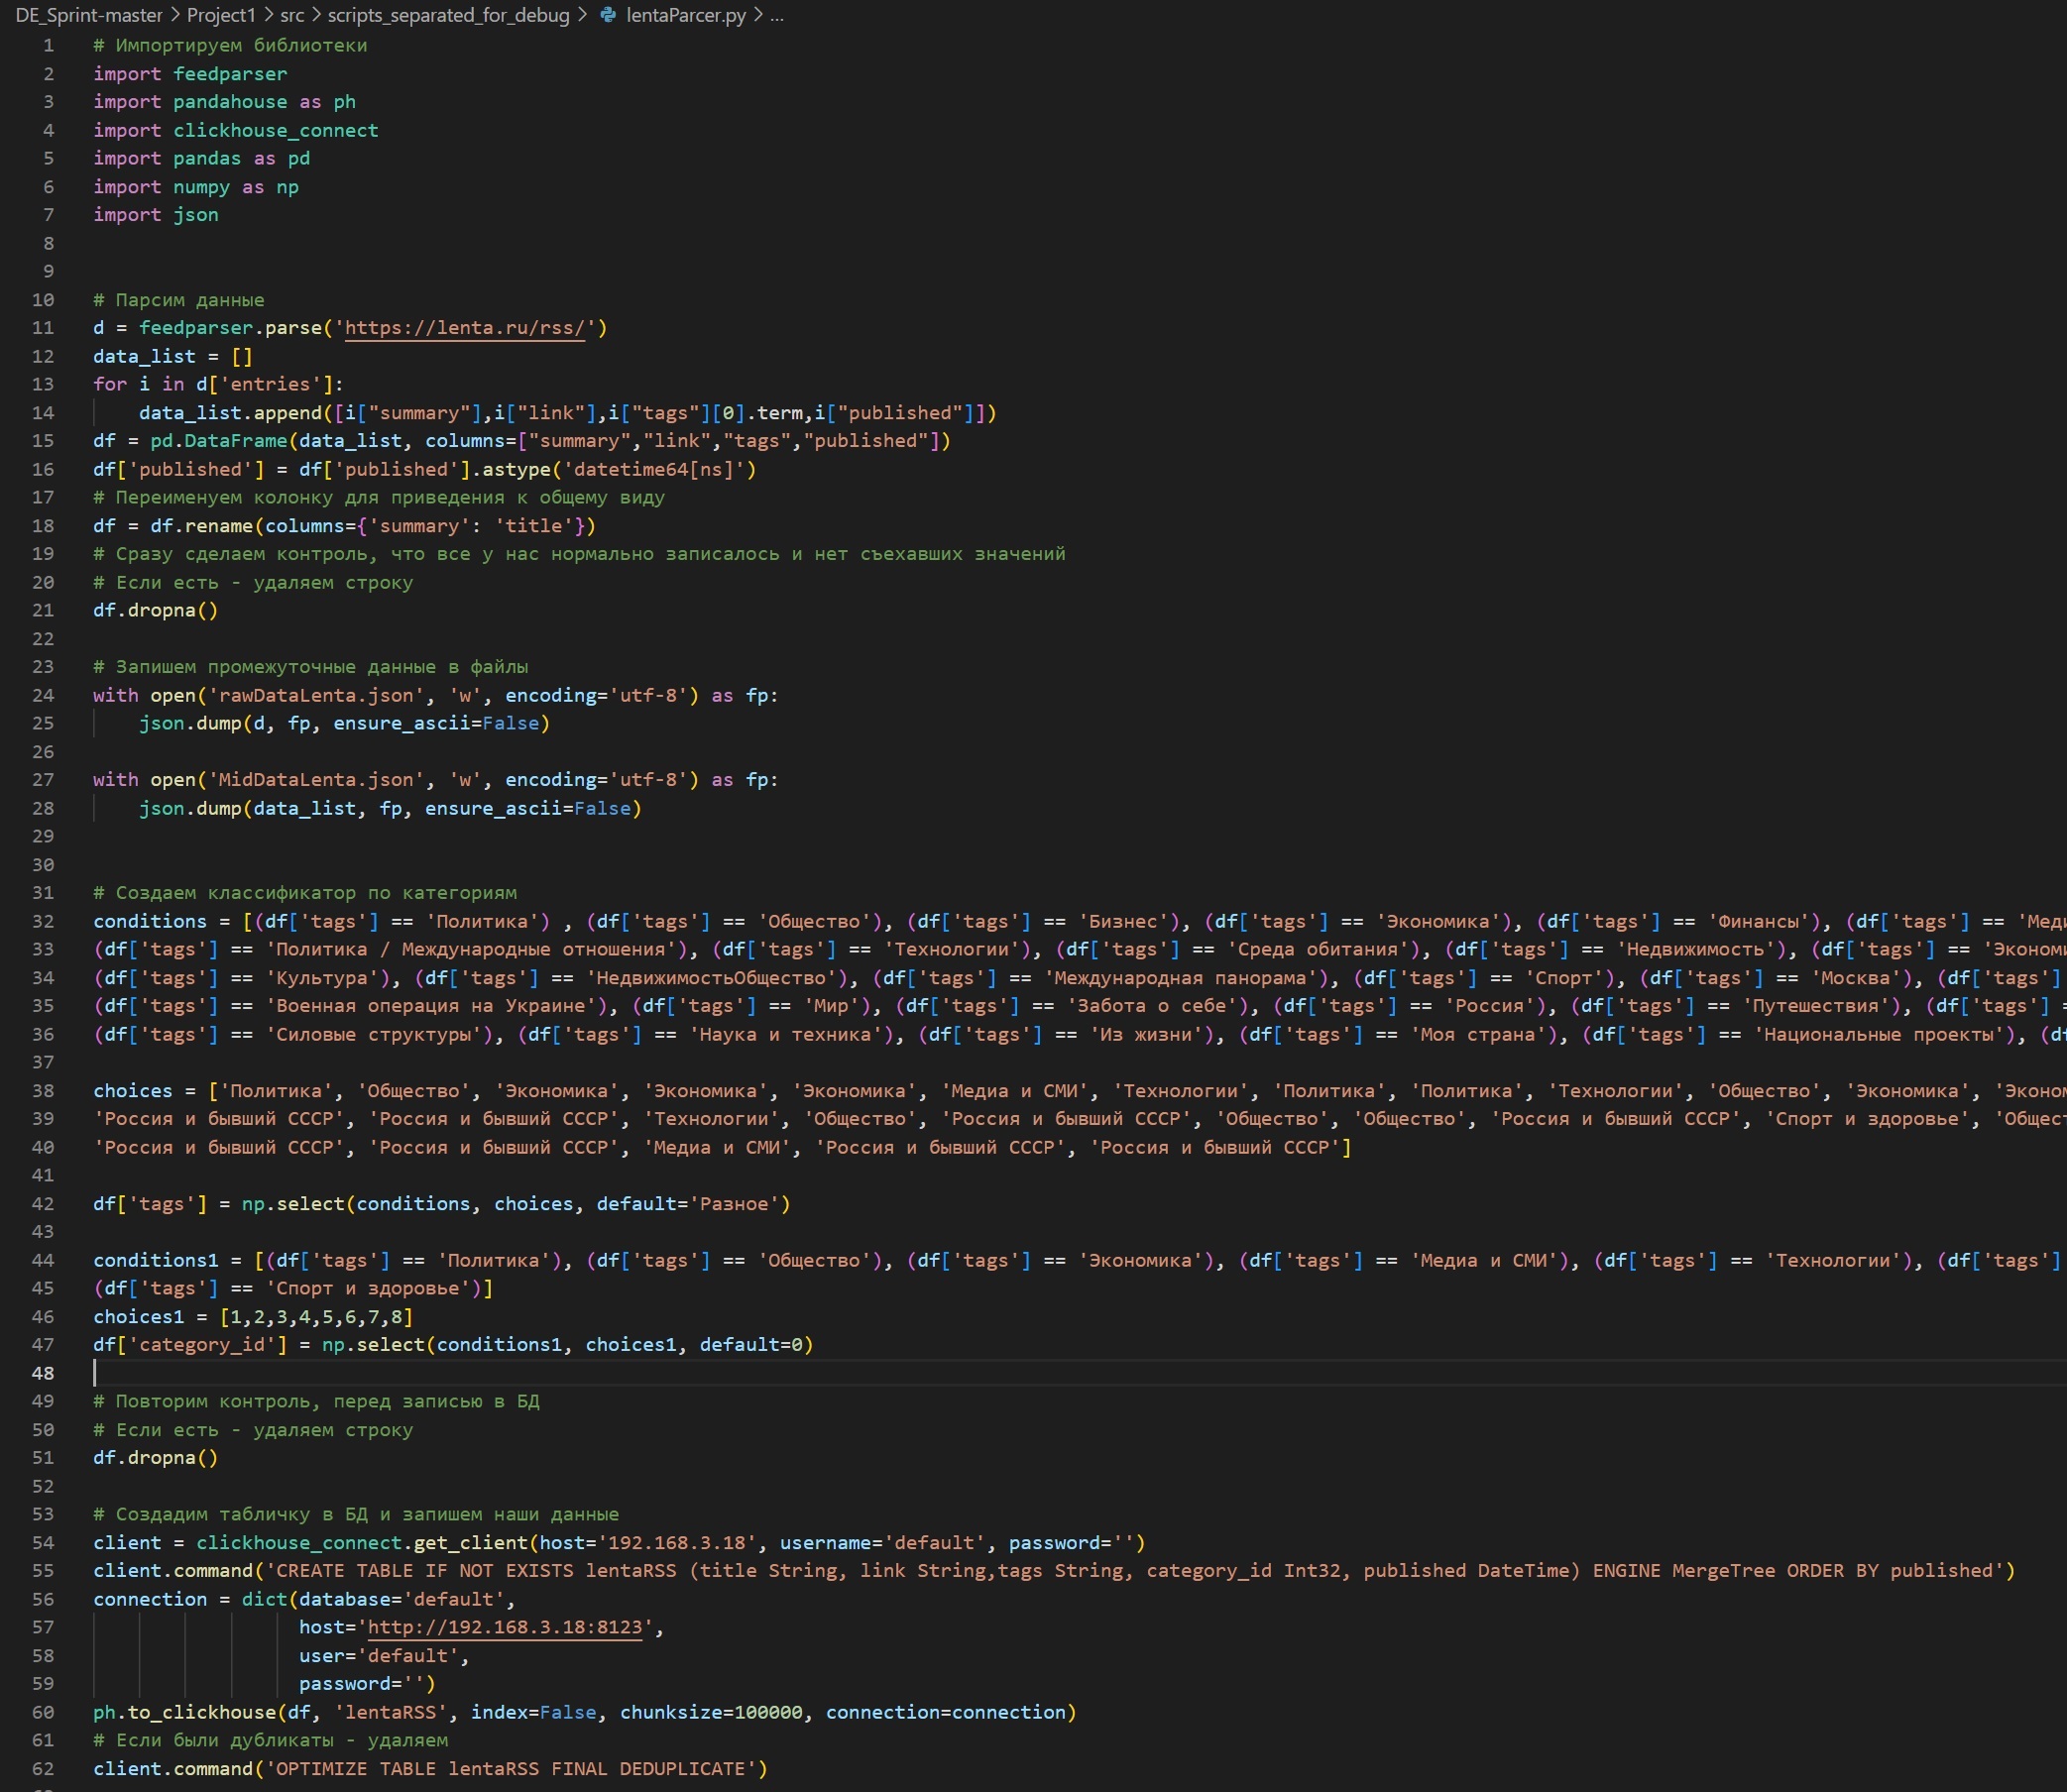 DE_Sprint-master > Project1 > src > scripts_separated_for_debug > lentaParcer.py > ...
1 # Импортируем библиотеки
2 import feedparser
3 import pandahouse as ph
4 import clickhouse_connect
5 import pandas as pd
6 import numpy as np
7 import json
8
9
10 # Парсим данные
11 d = feedparser.parse('https://lenta.ru/rss/')
12 data_list = []
13 for i in d['entries']:
14     data_list.append([i["summary"],i["link"],i["tags"][0].term,i["published"]])
15 df = pd.DataFrame(data_list, columns=["summary","link","tags","published"])
16 df['published'] = df['published'].astype('datetime64[ns]')
17 # Переименуем колонку для приведения к общему виду
18 df = df.rename(columns={'summary': 'title'})
19 # Сразу сделаем контроль, что все у нас нормально записалось и нет съехавших значений
20 # Если есть - удаляем строку
21 df.dropna()
22
23 # Запишем промежуточные данные в файлы
24 with open('rawDataLenta.json', 'w', encoding='utf-8') as fp:
25     json.dump(d, fp, ensure_ascii=False)
26
27 with open('MidDataLenta.json', 'w', encoding='utf-8') as fp:
28     json.dump(data_list, fp, ensure_ascii=False)
29
30
31 # Создаем классификатор по категориям
32 conditions = [(df['tags'] == 'Политика') , (df['tags'] == 'Общество'), (df['tags'] == 'Бизнес'), (df['tags'] == 'Экономика'), (df['tags'] == 'Финансы'), (df['tags'] ==
33 (df['tags'] == 'Политика / Международные отношения'), (df['tags'] == 'Технологии'), (df['tags'] == 'Среда обитания'), (df['tags'] == 'Недвижимость'), (df['tags'] ==
34 (df['tags'] == 'Культура'), (df['tags'] == 'НедвижимостьОбщество'), (df['tags'] == 'Международная панорама'), (df['tags'] == 'Спорт'), (df['tags'] == 'Москва'), (df['tags']
35 (df['tags'] == 'Военная операция на Украине'), (df['tags'] == 'Мир'), (df['tags'] == 'Забота о себе'), (df['tags'] == 'Россия'), (df['tags'] == 'Путешествия'), (df['tags']
36 (df['tags'] == 'Силовые структуры'), (df['tags'] == 'Наука и техника'), (df['tags'] == 'Из жизни'), (df['tags'] == 'Моя страна'), (df['tags'] == 'Национальные проекты'),
37
38 choices = ['Политика', 'Общество', 'Экономика', 'Экономика', 'Экономика', 'Медиа и СМИ', 'Технологии', 'Политика', 'Политика', 'Технологии', 'Общество', 'Экономика',
39 'Россия и бывший СССР', 'Россия и бывший СССР', 'Технологии', 'Общество', 'Россия и бывший СССР', 'Общество', 'Общество', 'Россия и бывший СССР', 'Спорт и здоровье',
40 'Россия и бывший СССР', 'Россия и бывший СССР', 'Медиа и СМИ', 'Россия и бывший СССР', 'Россия и бывший СССР']
41
42 df['tags'] = np.select(conditions, choices, default='Разное')
43
44 conditions1 = [(df['tags'] == 'Политика'), (df['tags'] == 'Общество'), (df['tags'] == 'Экономика'), (df['tags'] == 'Медиа и СМИ'), (df['tags'] == 'Технологии'), (df['tags']
45 (df['tags'] == 'Спорт и здоровье')]
46 choices1 = [1,2,3,4,5,6,7,8]
47 df['category_id'] = np.select(conditions1, choices1, default=0)
48
49 # Повторим контроль, перед записью в БД
50 # Если есть - удаляем строку
51 df.dropna()
52
53 # Создадим табличку в БД и запишем наши данные
54 client = clickhouse_connect.get_client(host='192.168.3.18', username='default', password='')
55 client.command('CREATE TABLE IF NOT EXISTS lentaRSS (title String, link String,tags String, category_id Int32, published DateTime) ENGINE MergeTree ORDER BY published')
56 connection = dict(database='default',
57                   host='http://192.168.3.18:8123',
58                   user='default',
59                   password='')
60 ph.to_clickhouse(df, 'lentaRSS', index=False, chunksize=100000, connection=connection)
61 # Если были дубликаты - удаляем
62 client.command('OPTIMIZE TABLE lentaRSS FINAL DEDUPLICATE')